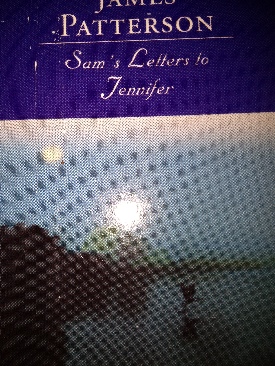 JAMES
PATTERSON
Sam's Letters to
Jennifer